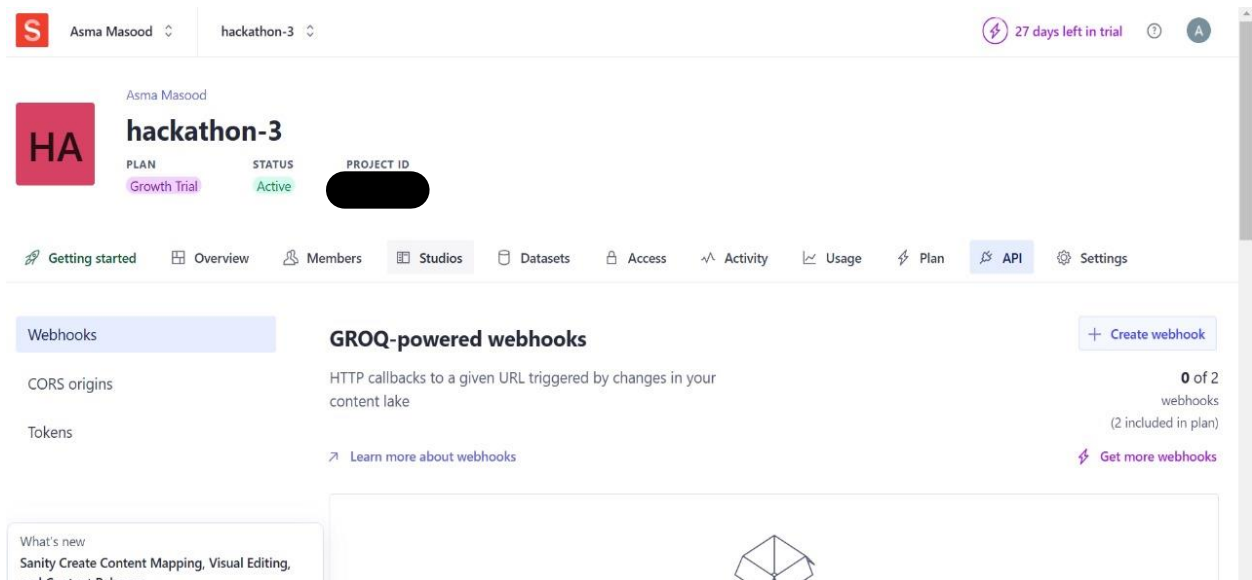 S Asma Masood hackathon-3 27 days left in trial ? A
Asma Masood
HA
hackathon-3
PLAN STATUS PROJECT ID
Growth Trial Active
Getting started Overview Members Studios Datasets Access Activity Usage Plan API Settings
Webhooks
CORS origins
Tokens
GROQ-powered webhooks
+ Create webhook
HTTP callbacks to a given URL triggered by changes in your
content lake
0 of 2
webhooks
(2 included in plan)
Learn more about webhooks
Get more webhooks
What's new
Sanity Create Content Mapping, Visual Editing,